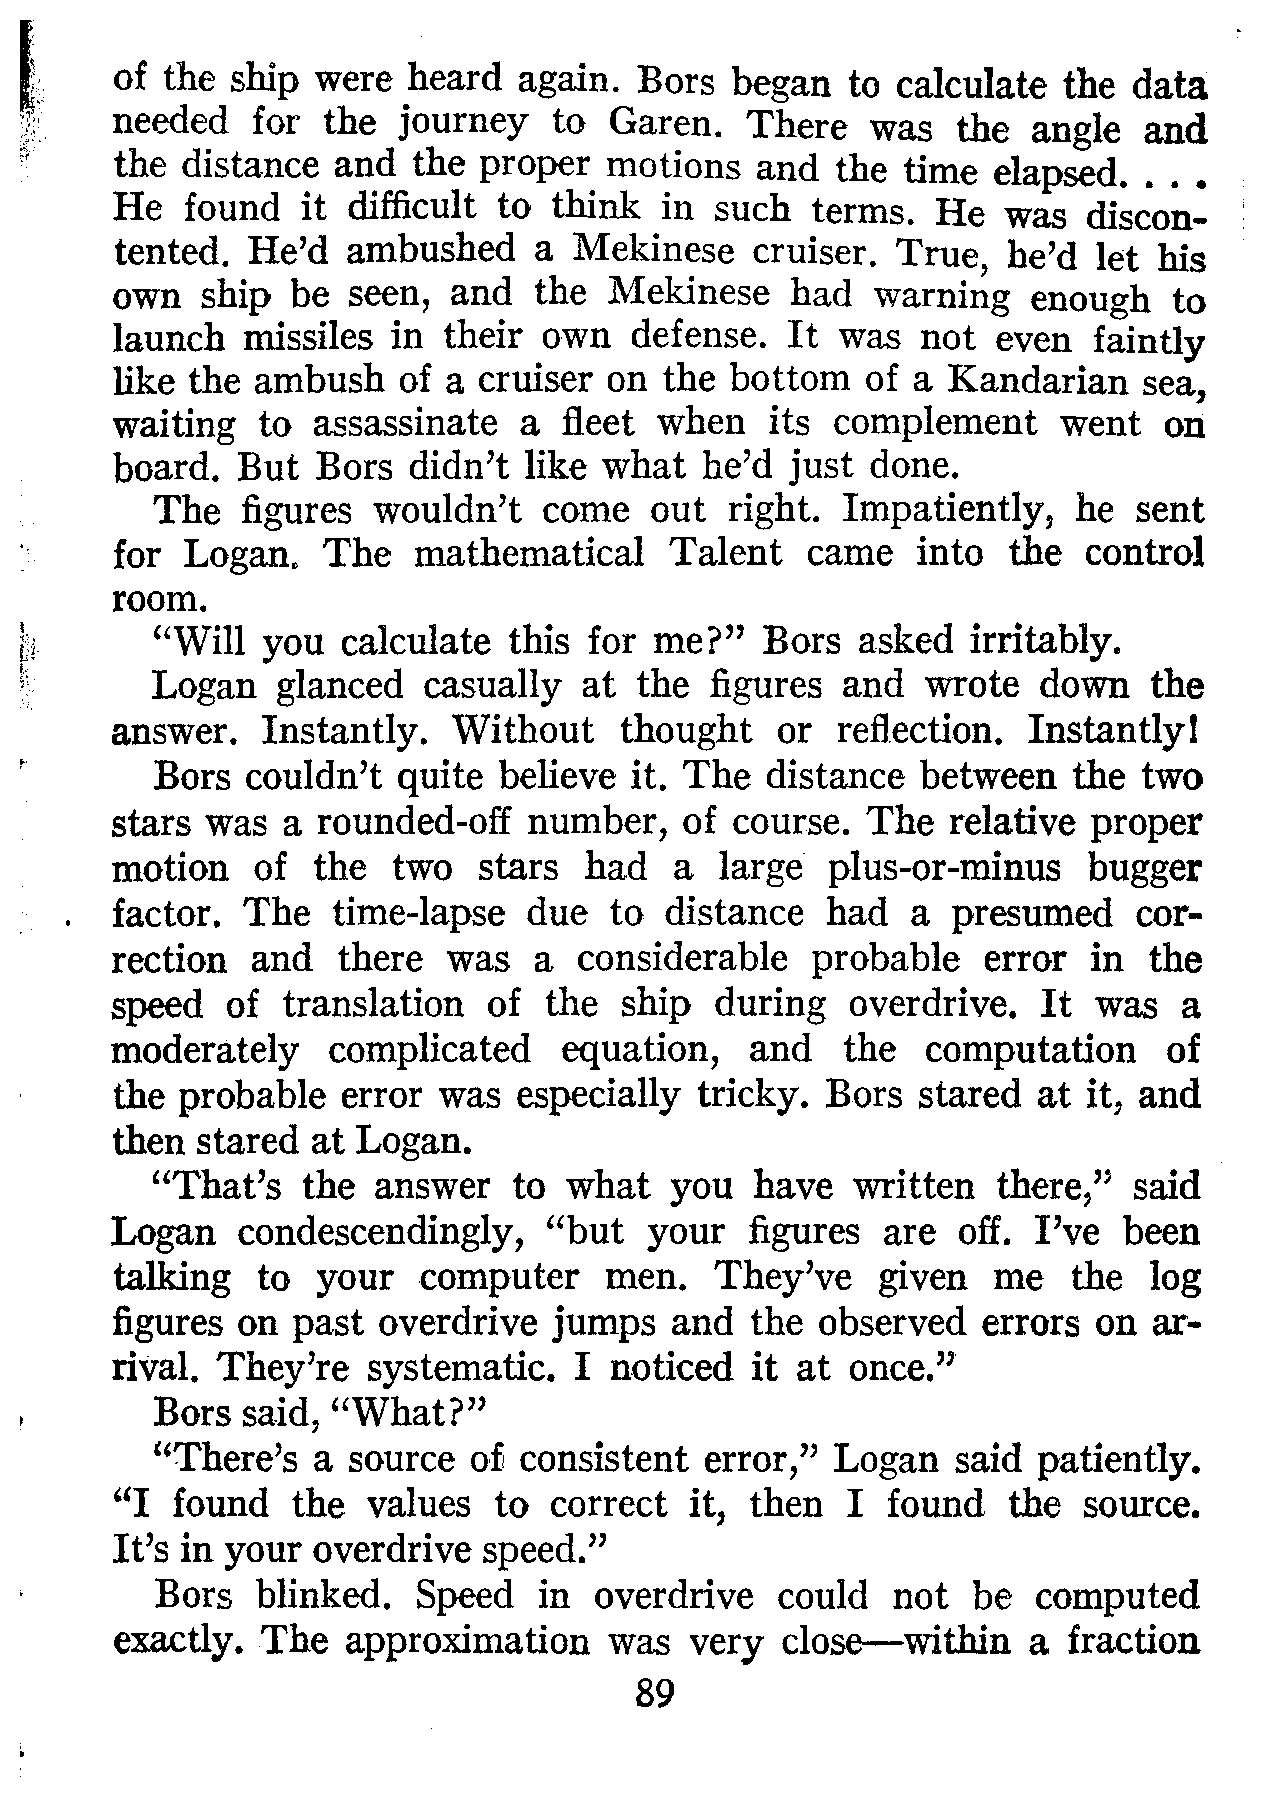 of the ship were heard again. Bors began to calculate the data
needed for the journey to Garen. There was the angle and
the distance and the proper motions and the time elapsed. . . .
He found it difficult to think in such terms. He was discon-
tented. He'd ambushed a Mekinese cruiser. True, he'd let his
own ship be seen, and the Mekinese had warning enough to
launch missiles in their own defense. It was not even faintly
like the ambush of a cruiser on the bottom of a Kandarian sea,
waiting to assassinate a fleet when its complement went on
board. But Bors didn't like what he'd just done.
The figures wouldn't come out right. Impatiently, he sent
for Logan. The mathematical Talent came into the control
room.
"Will you calculate this for me?" Bors asked irritably.
Logan glanced casually at the figures and wrote down the
answer. Instantly. Without thought or reflection. Instantly!
Bors couldn't quite believe it. The distance between the two
stars was a rounded-off number, of course. The relative proper
motion of the two stars had a large plus-or-minus bugger
factor. The time-lapse due to distance had a presumed cor-
rection and there was a considerable probable error in the
speed of translation of the ship during overdrive. It was a
moderately complicated equation, and the computation of
the probable error was especially tricky. Bors stared at it, and
then stared at Logan.
"That's the answer to what you have written there," said
Logan condescendingly, "but your figures are off. I've been
talking to your computer men. They've given me the log
figures on past overdrive jumps and the observed errors on ar-
rival. They're systematic. I noticed it at once."
Bors said, "What?"
"There's a source of consistent error," Logan said patiently.
"I found the values to correct it, then I found the source.
It's in your overdrive speed."
Bors blinked. Speed in overdrive could not be computed
exactly. The approximation was very close—within a fraction
89